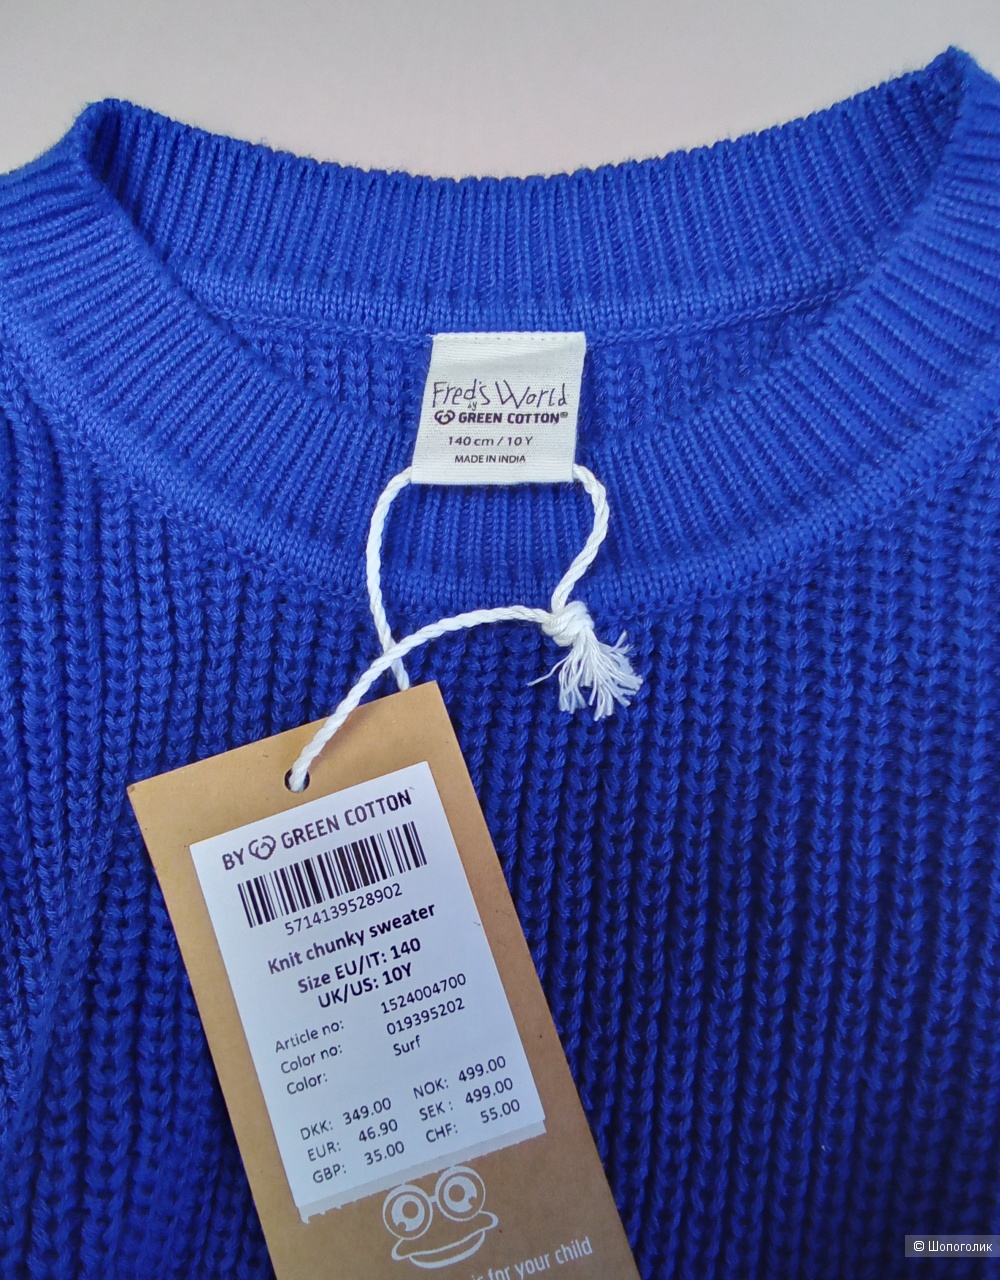 Fred's World
by
GREEN COTTON®
140 cm / 10 Y
MADE IN INDIA
BY GREEN COTTON
5714139528902
Knit chunky sweater
Size EU/IT: 140
UK/US: 10Y
Article no: 1524004700
Color no: 019395202
Color: Surf
DKK: 349.00 NOK: 499.00
EUR: 46.90 SEK: 499.00
GBP: 35.00 CHF: 55.00
for your child
© Шопоголик